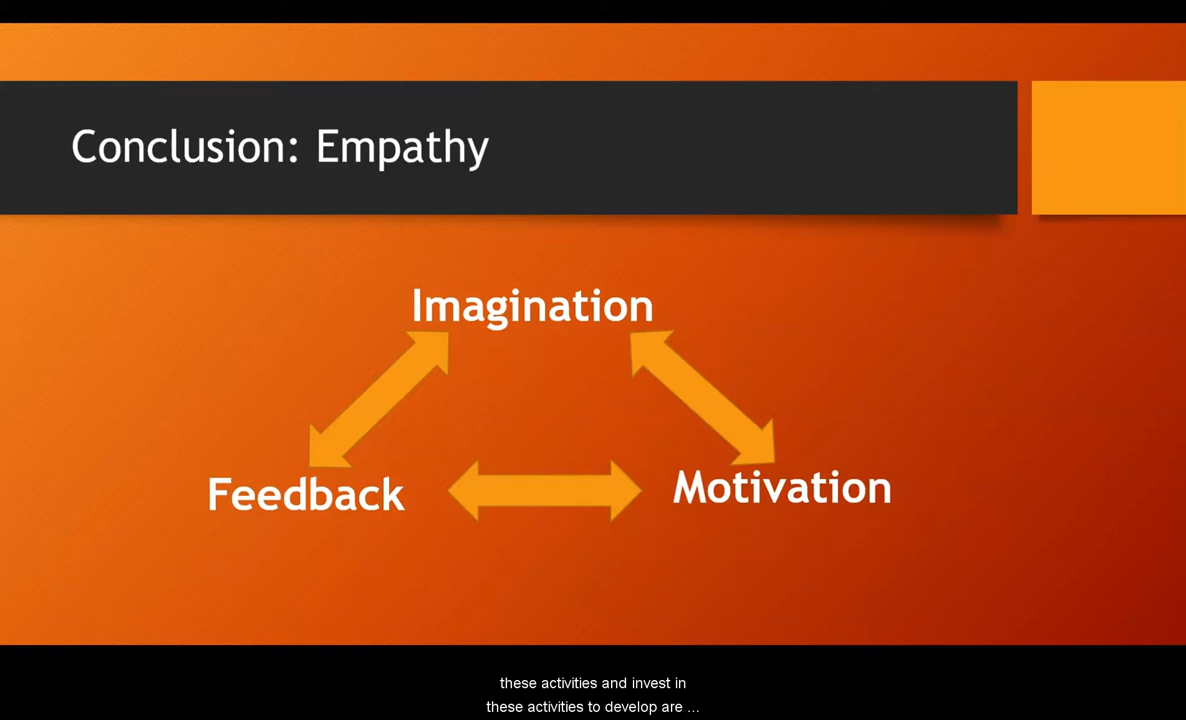 Conclusion: Empathy
Imagination
Feedback
Motivation
these activities and invest in
these activities to develop are ...